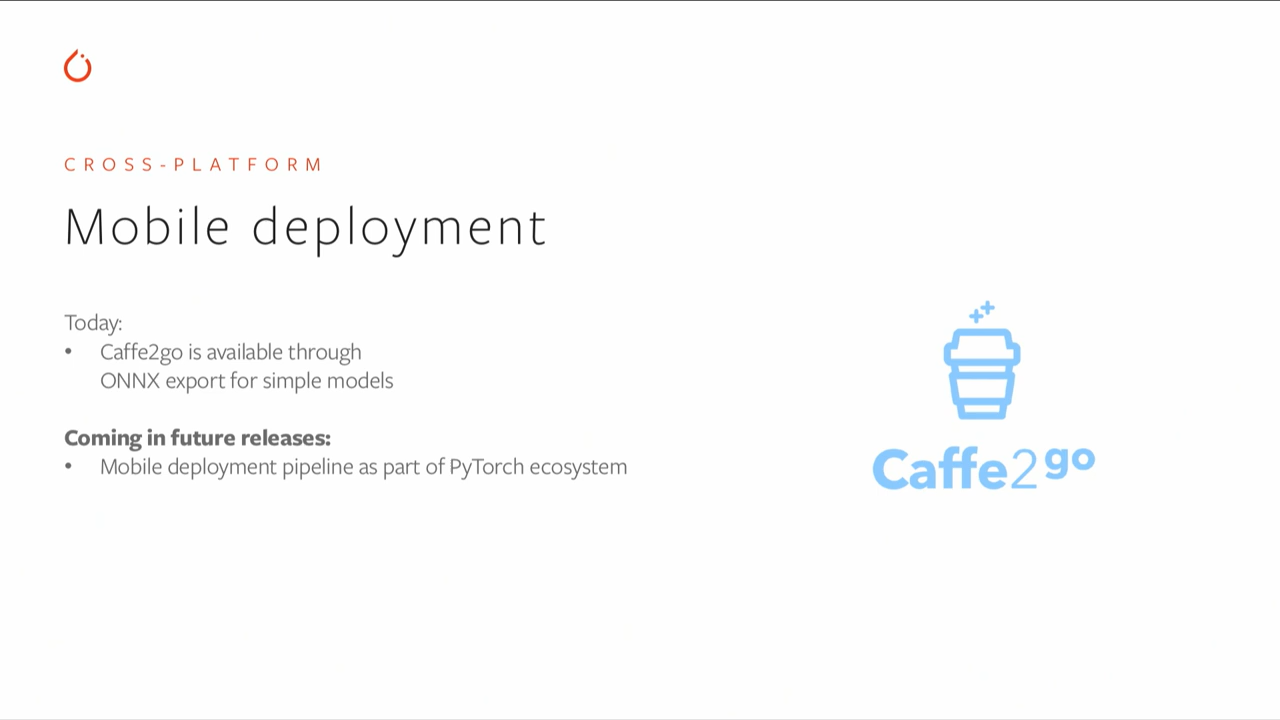 CROSS-PLATFORM
Mobile deployment
Today:
• Caffe2go is available through
ONNX export for simple models
Coming in future releases:
• Mobile deployment pipeline as part of PyTorch ecosystem
Caffe2go